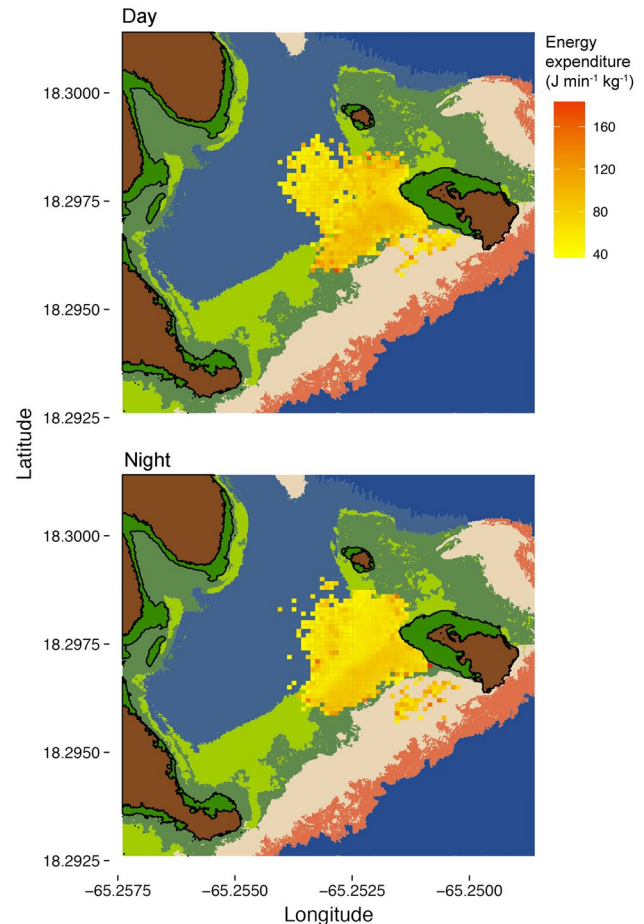 Day
Energy
expenditure
(J min⁻¹ kg⁻¹)
160
120
80
40
18.3000
18.2975
18.2950
18.2925
Latitude
Night
18.3000
18.2975
18.2950
18.2925
−65.2575 −65.2550 −65.2525 −65.2500
Longitude